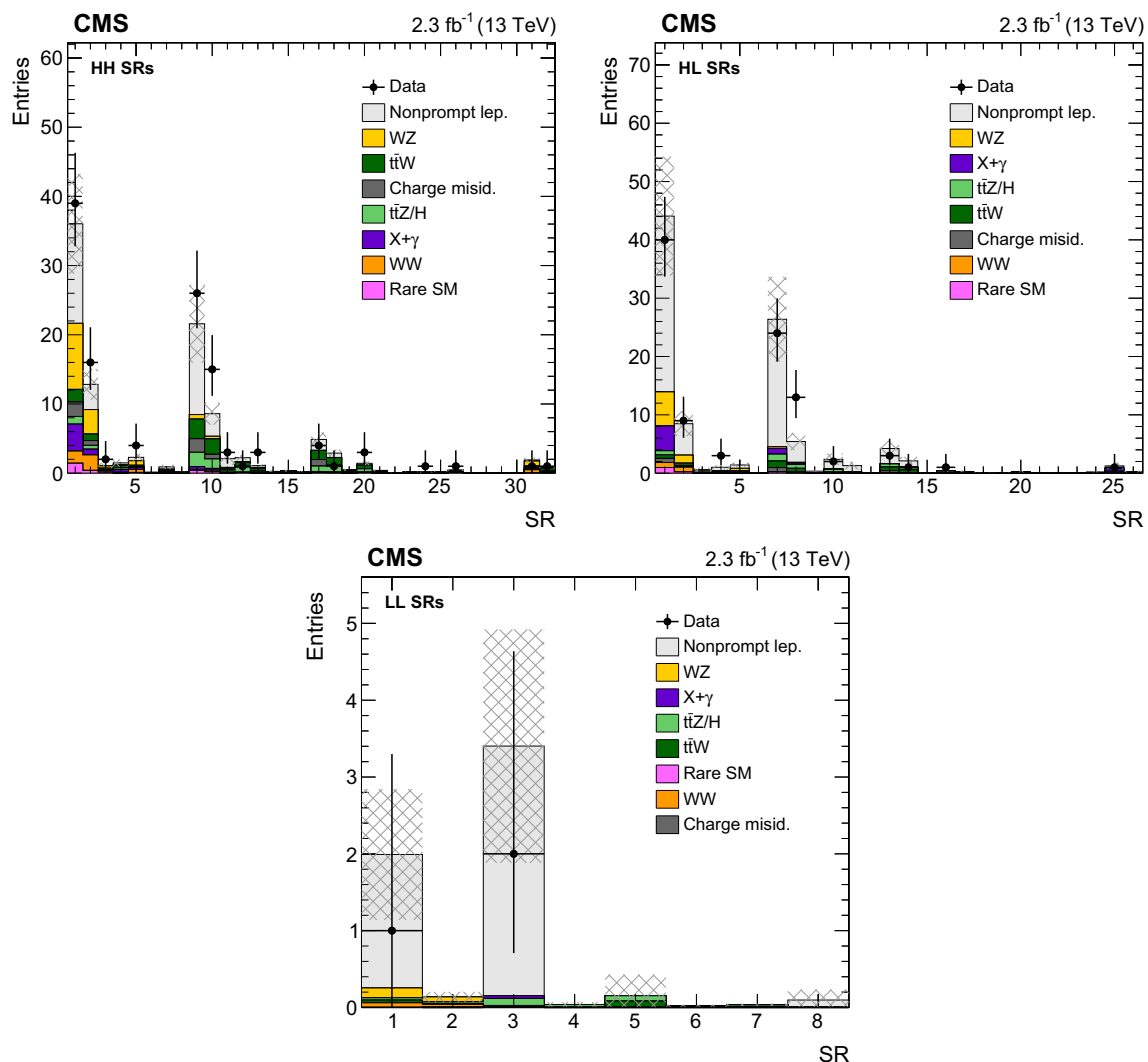 CMS
2.3 fb⁻¹ (13 TeV)
Entries
HH SRs
60
50
40
30
20
10
0
Data
Nonprompt lep.
WZ
tt̄W
Charge misid.
tt̄Z/H
X+γ
WW
Rare SM
5 10 15 20 25 30
SR
CMS
2.3 fb⁻¹ (13 TeV)
Entries
HL SRs
70
60
50
40
30
20
10
0
Data
Nonprompt lep.
WZ
X+γ
tt̄Z/H
tt̄W
Charge misid.
WW
Rare SM
5 10 15 20 25
SR
CMS
2.3 fb⁻¹ (13 TeV)
Entries
LL SRs
5
4
3
2
1
0
Data
Nonprompt lep.
WZ
X+γ
tt̄Z/H
tt̄W
Rare SM
WW
Charge misid.
1 2 3 4 5 6 7 8
SR